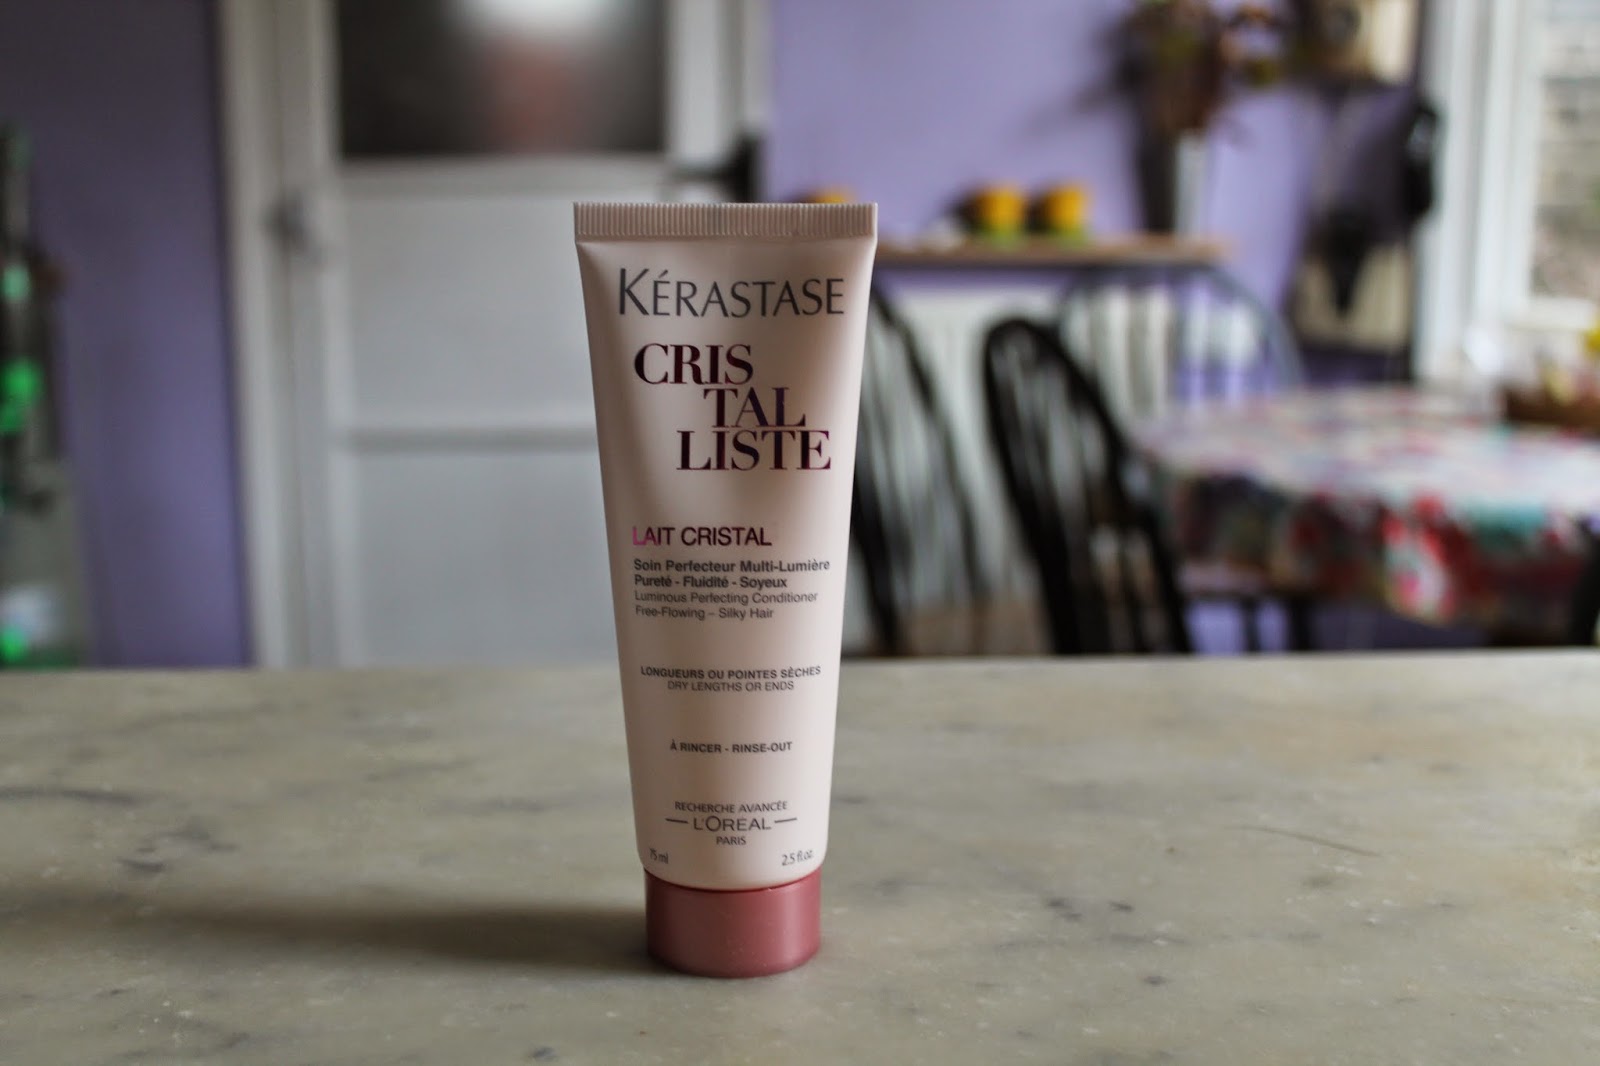 KÉRASTASE
CRIS
TAL
LISTE
LAIT CRISTAL
Soin Perfecteur Multi-Lumière
Pureté - Fluidité - Soyeux
Luminous Perfecting Conditioner
Free-Flowing – Silky Hair
LONGUEURS OU POINTES SÈCHES
DRY LENGTHS OR ENDS
À RINCER - RINSE-OUT
RECHERCHE AVANCÉE
L'ORÉAL
PARIS
75 ml 2.5 fl.oz.